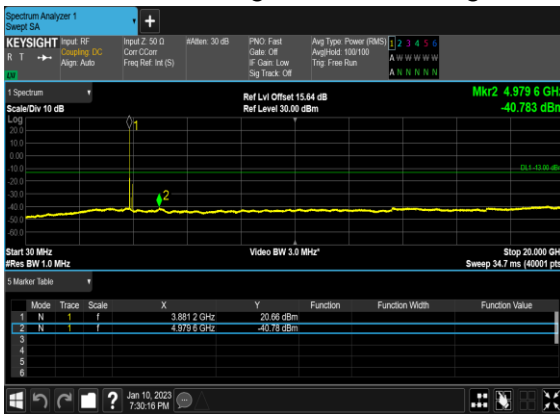 Spectrum Analyzer 1
Swept SA
KEYSIGHT
R T
LV
Input: RF
Coupling: DC
Align: Auto
Input Z: 50 Ω
Corr CCorr
Freq Ref: Int (S)
#Atten: 30 dB
PNO: Fast
Gate: Off
IF Gain: Low
Sig Track: Off
Avg Type: Power (RMS)
Avg|Hold: 100/100
Trig: Free Run
1 2 3 4 5 6
A W W W W W
A N N N N N
1 Spectrum
Scale/Div 10 dB
Ref Lvl Offset 15.64 dB
Ref Level 30.00 dBm
Mkr2 4.979 6 GHz
-40.783 dBm
Log
20.0
10.0
0.00
-10.0
-20.0
-30.0
-40.0
-50.0
-60.0
1
2
DL1 -13.00 dBm
Start 30 MHz
#Res BW 1.0 MHz
Video BW 3.0 MHz*
Stop 20.000 GHz
Sweep 34.7 ms (40001 pts)
5 Marker Table
Mode Trace Scale X Y Function Function Width Function Value
1 N 1 f 3.881 2 GHz 20.66 dBm
2 N 1 f 4.979 6 GHz -40.78 dBm
3
4
5
6
?
Jan 10, 2023
7:30:16 PM